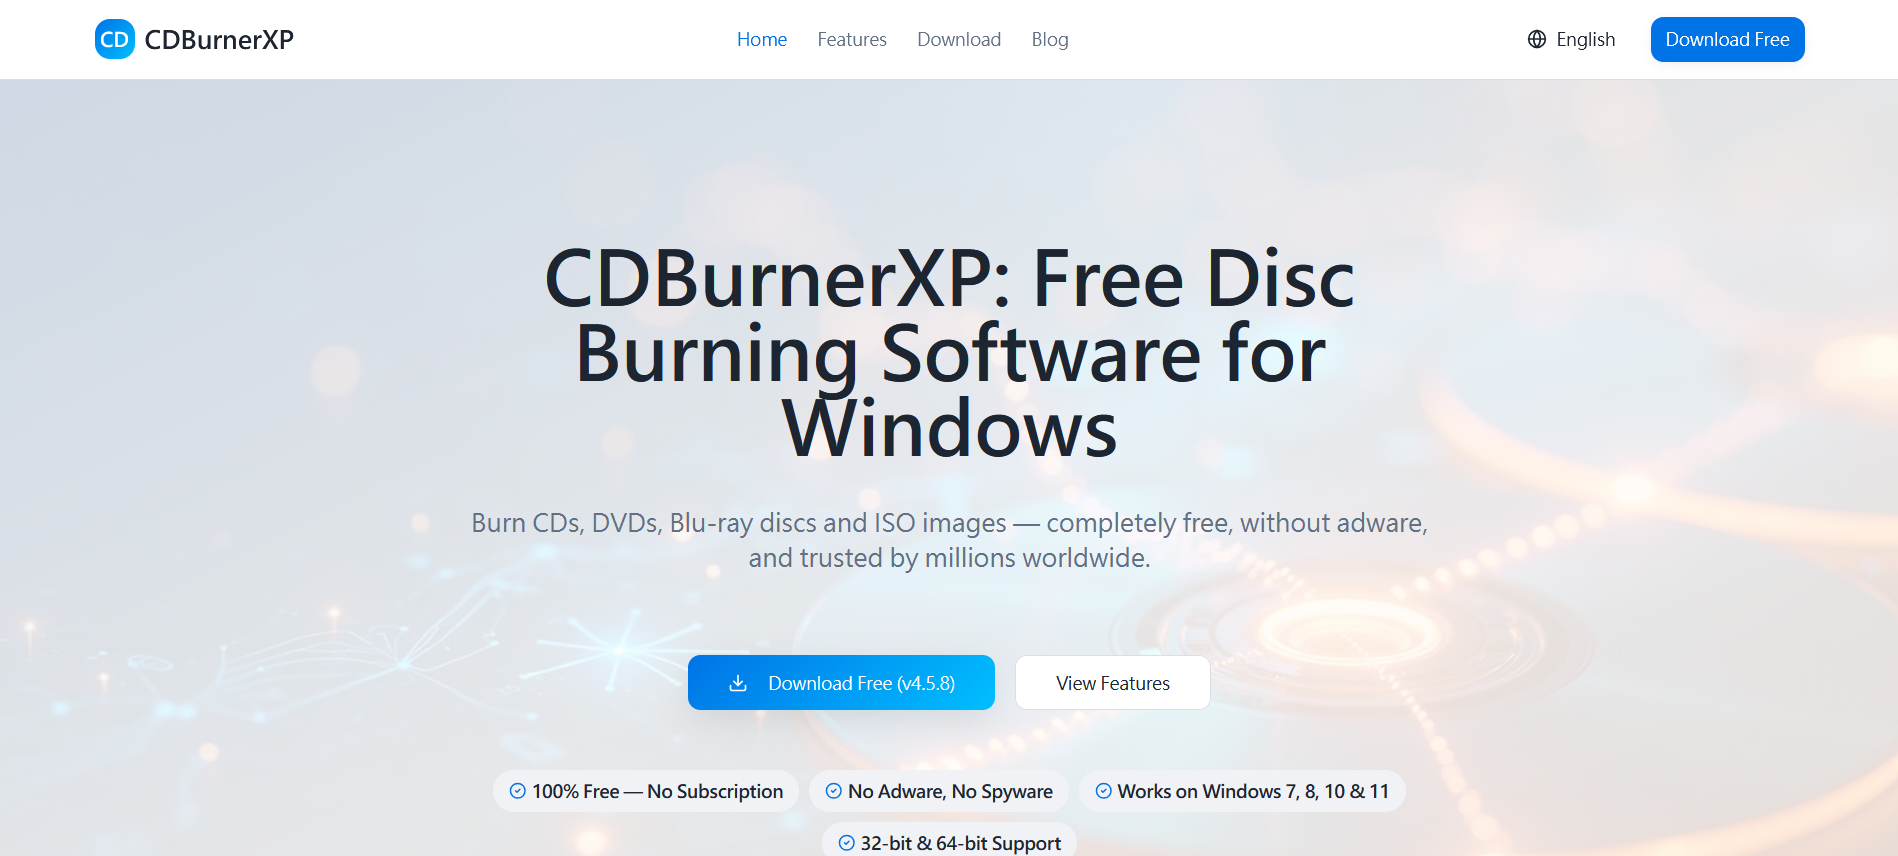 CD CDBurnerXP
Home Features Download Blog
English
Download Free
CDBurnerXP: Free Disc
Burning Software for
Windows
Burn CDs, DVDs, Blu-ray discs and ISO images — completely free, without adware,
and trusted by millions worldwide.
Download Free (v4.5.8)
View Features
100% Free — No Subscription
No Adware, No Spyware
Works on Windows 7, 8, 10 & 11
32-bit & 64-bit Support